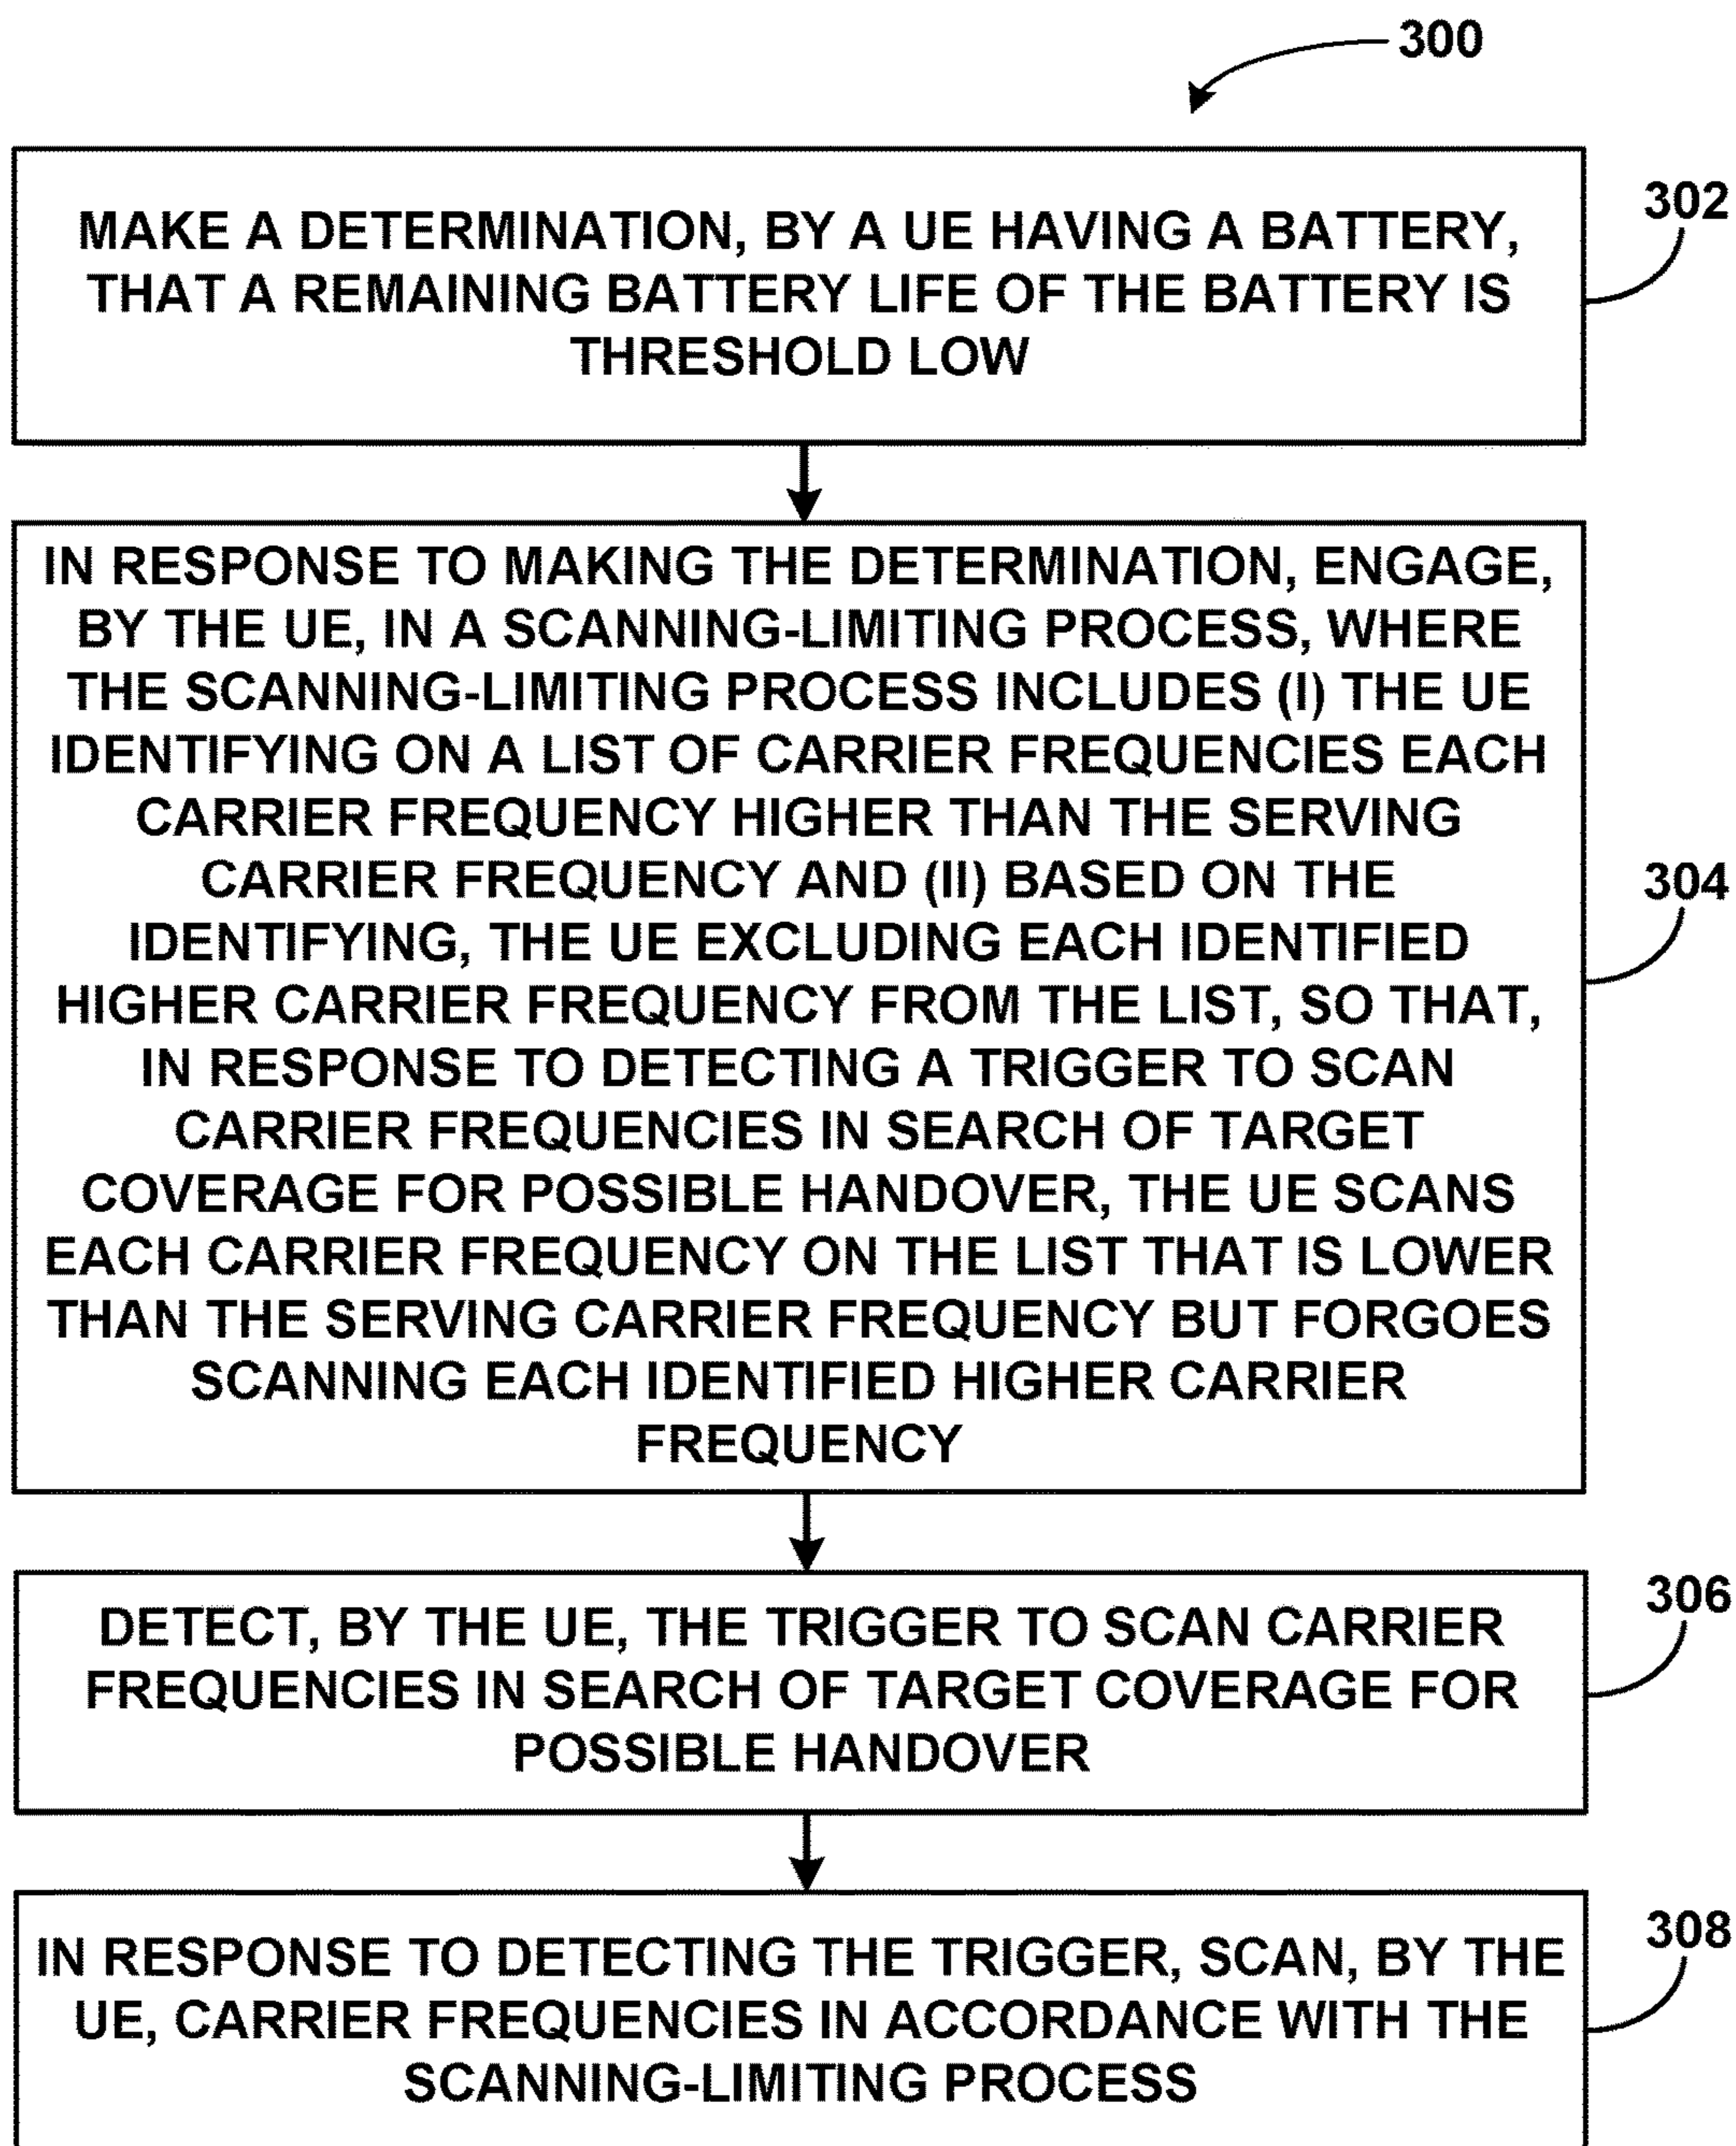 300
302
MAKE A DETERMINATION, BY A UE HAVING A BATTERY,
THAT A REMAINING BATTERY LIFE OF THE BATTERY IS
THRESHOLD LOW
304
IN RESPONSE TO MAKING THE DETERMINATION, ENGAGE,
BY THE UE, IN A SCANNING-LIMITING PROCESS, WHERE
THE SCANNING-LIMITING PROCESS INCLUDES (I) THE UE
IDENTIFYING ON A LIST OF CARRIER FREQUENCIES EACH
CARRIER FREQUENCY HIGHER THAN THE SERVING
CARRIER FREQUENCY AND (II) BASED ON THE
IDENTIFYING, THE UE EXCLUDING EACH IDENTIFIED
HIGHER CARRIER FREQUENCY FROM THE LIST, SO THAT,
IN RESPONSE TO DETECTING A TRIGGER TO SCAN
CARRIER FREQUENCIES IN SEARCH OF TARGET
COVERAGE FOR POSSIBLE HANDOVER, THE UE SCANS
EACH CARRIER FREQUENCY ON THE LIST THAT IS LOWER
THAN THE SERVING CARRIER FREQUENCY BUT FORGOES
SCANNING EACH IDENTIFIED HIGHER CARRIER
FREQUENCY
306
DETECT, BY THE UE, THE TRIGGER TO SCAN CARRIER
FREQUENCIES IN SEARCH OF TARGET COVERAGE FOR
POSSIBLE HANDOVER
308
IN RESPONSE TO DETECTING THE TRIGGER, SCAN, BY THE
UE, CARRIER FREQUENCIES IN ACCORDANCE WITH THE
SCANNING-LIMITING PROCESS